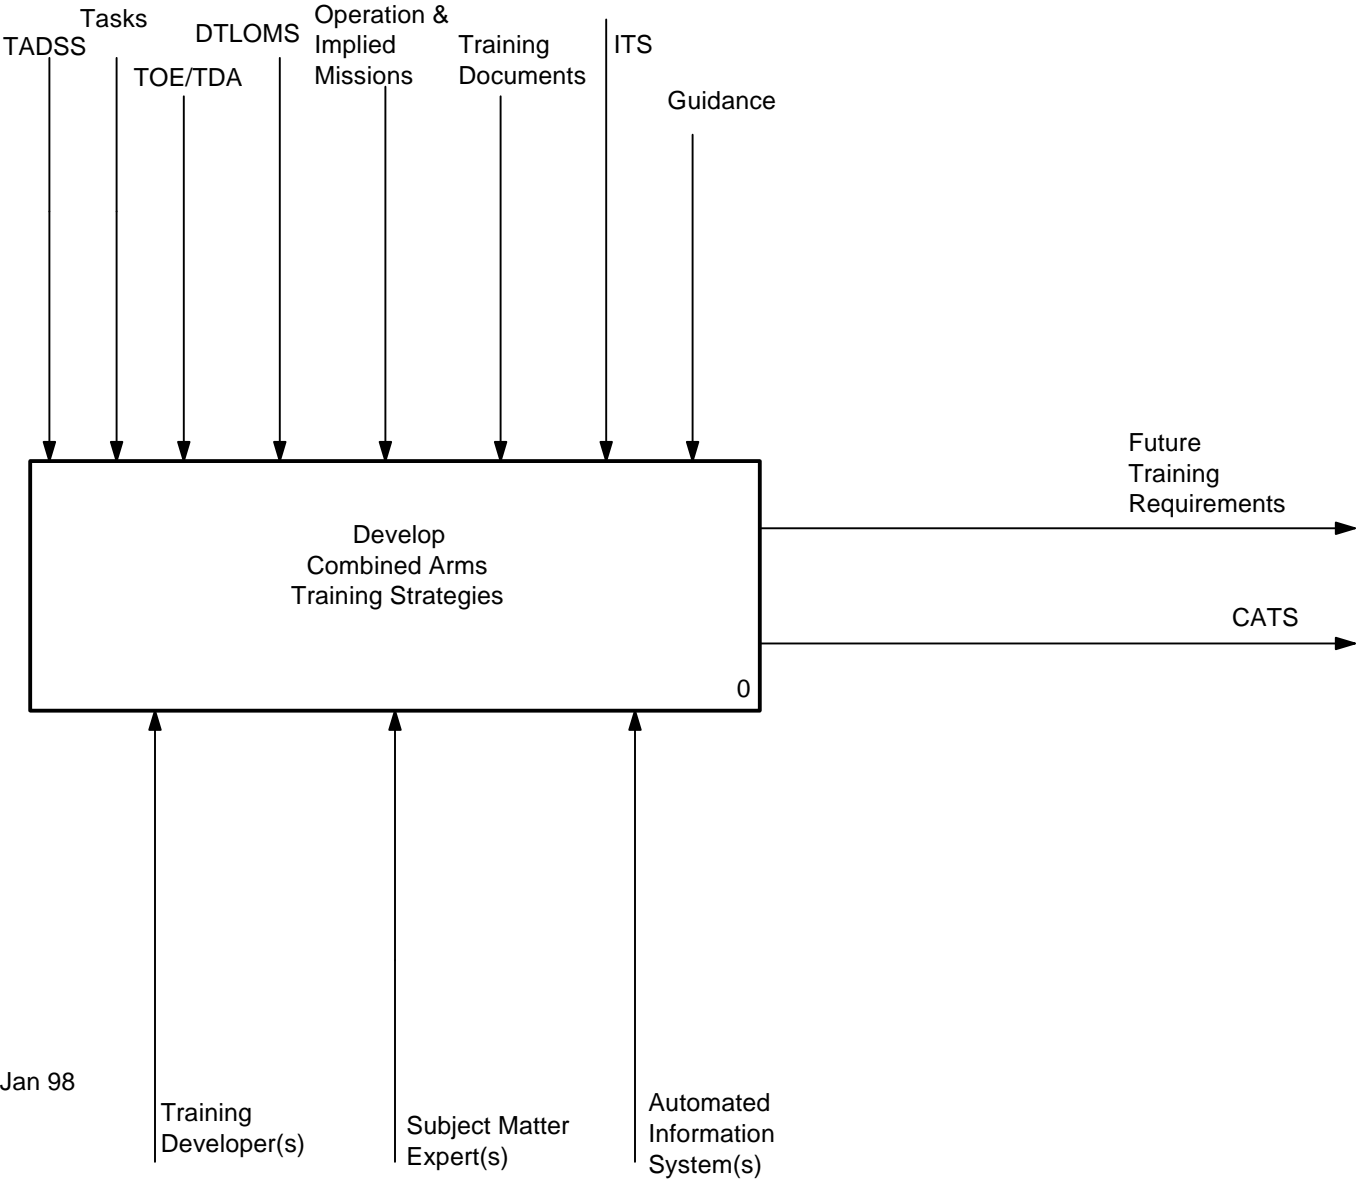 TADSS
Tasks
TOE/TDA
DTLOMS
Operation &
Implied
Missions
Training
Documents
ITS
Guidance
Future
Training
Requirements
CATS
Develop
Combined Arms
Training Strategies
0
Jan 98
Training
Developer(s)
Subject Matter
Expert(s)
Automated
Information
System(s)